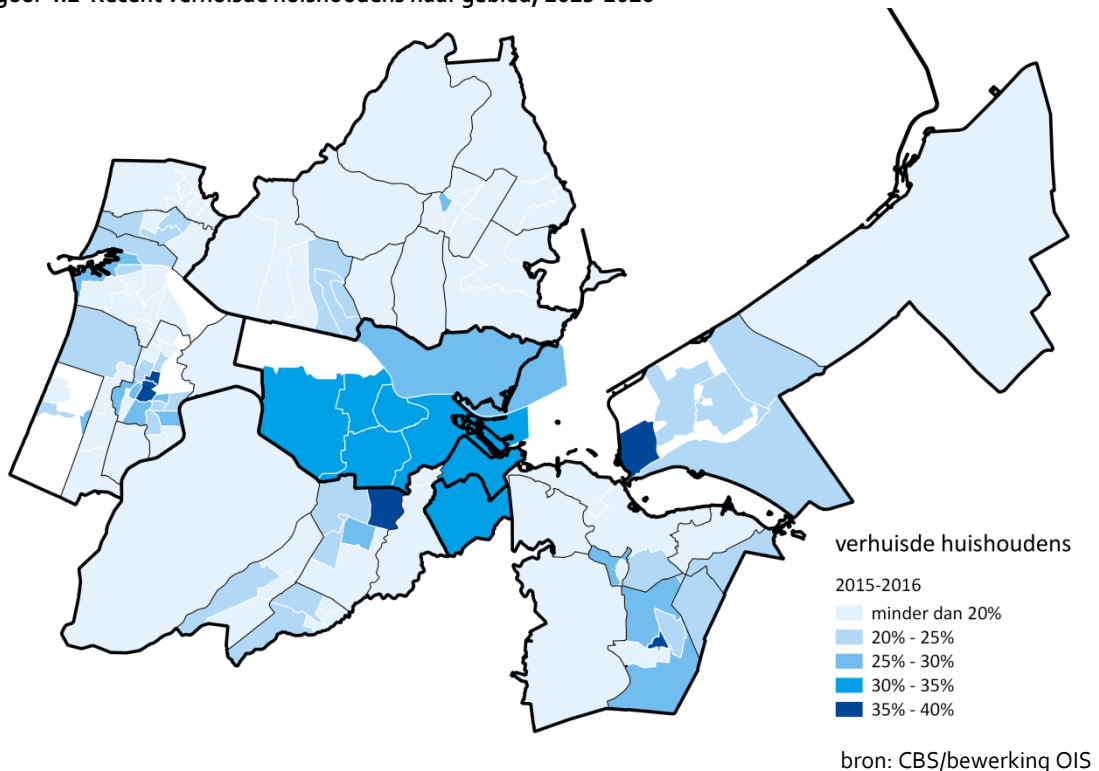 verhuisde huishoudens
2015-2016
minder dan 20%
20% - 25%
25% - 30%
30% - 35%
35% - 40%
bron: CBS/bewerking OIS